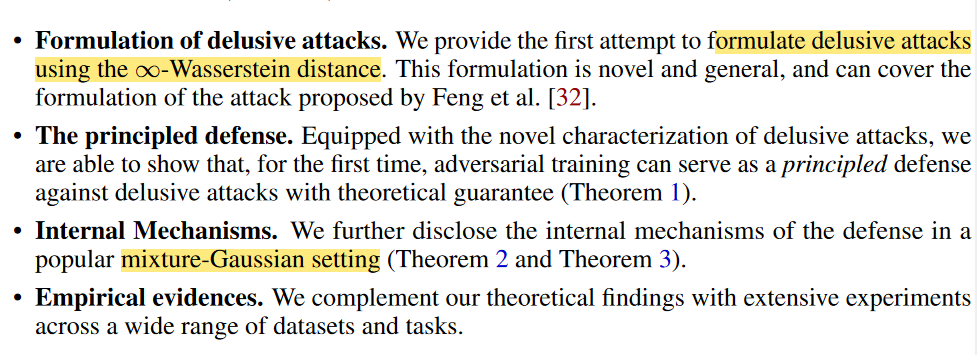 • Formulation of delusive attacks. We provide the first attempt to formulate delusive attacks
using the ∞-Wasserstein distance. This formulation is novel and general, and can cover the
formulation of the attack proposed by Feng et al. [32].
• The principled defense. Equipped with the novel characterization of delusive attacks, we
are able to show that, for the first time, adversarial training can serve as a principled defense
against delusive attacks with theoretical guarantee (Theorem 1).
• Internal Mechanisms. We further disclose the internal mechanisms of the defense in a
popular mixture-Gaussian setting (Theorem 2 and Theorem 3).
• Empirical evidences. We complement our theoretical findings with extensive experiments
across a wide range of datasets and tasks.